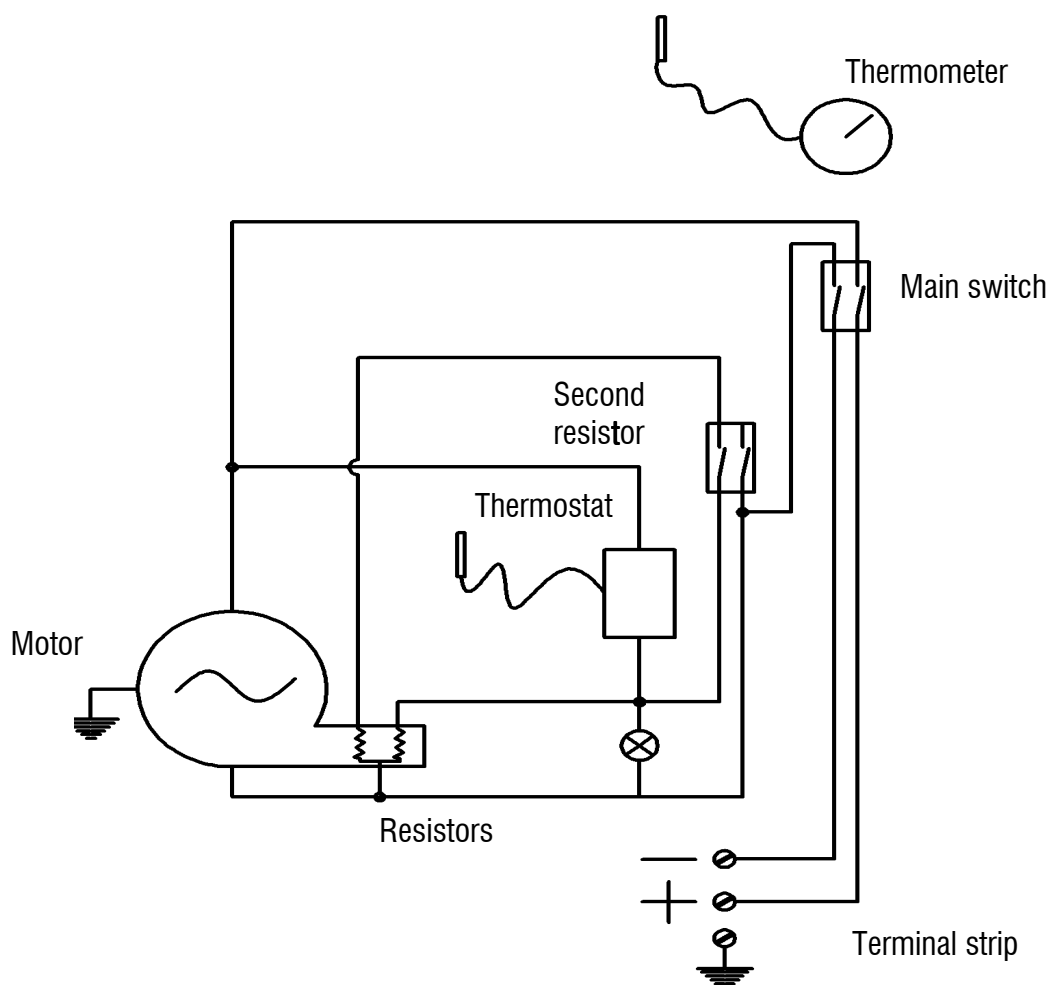 Thermometer
Main switch
Second
resistor
Thermostat
Motor
Resistors
Terminal strip